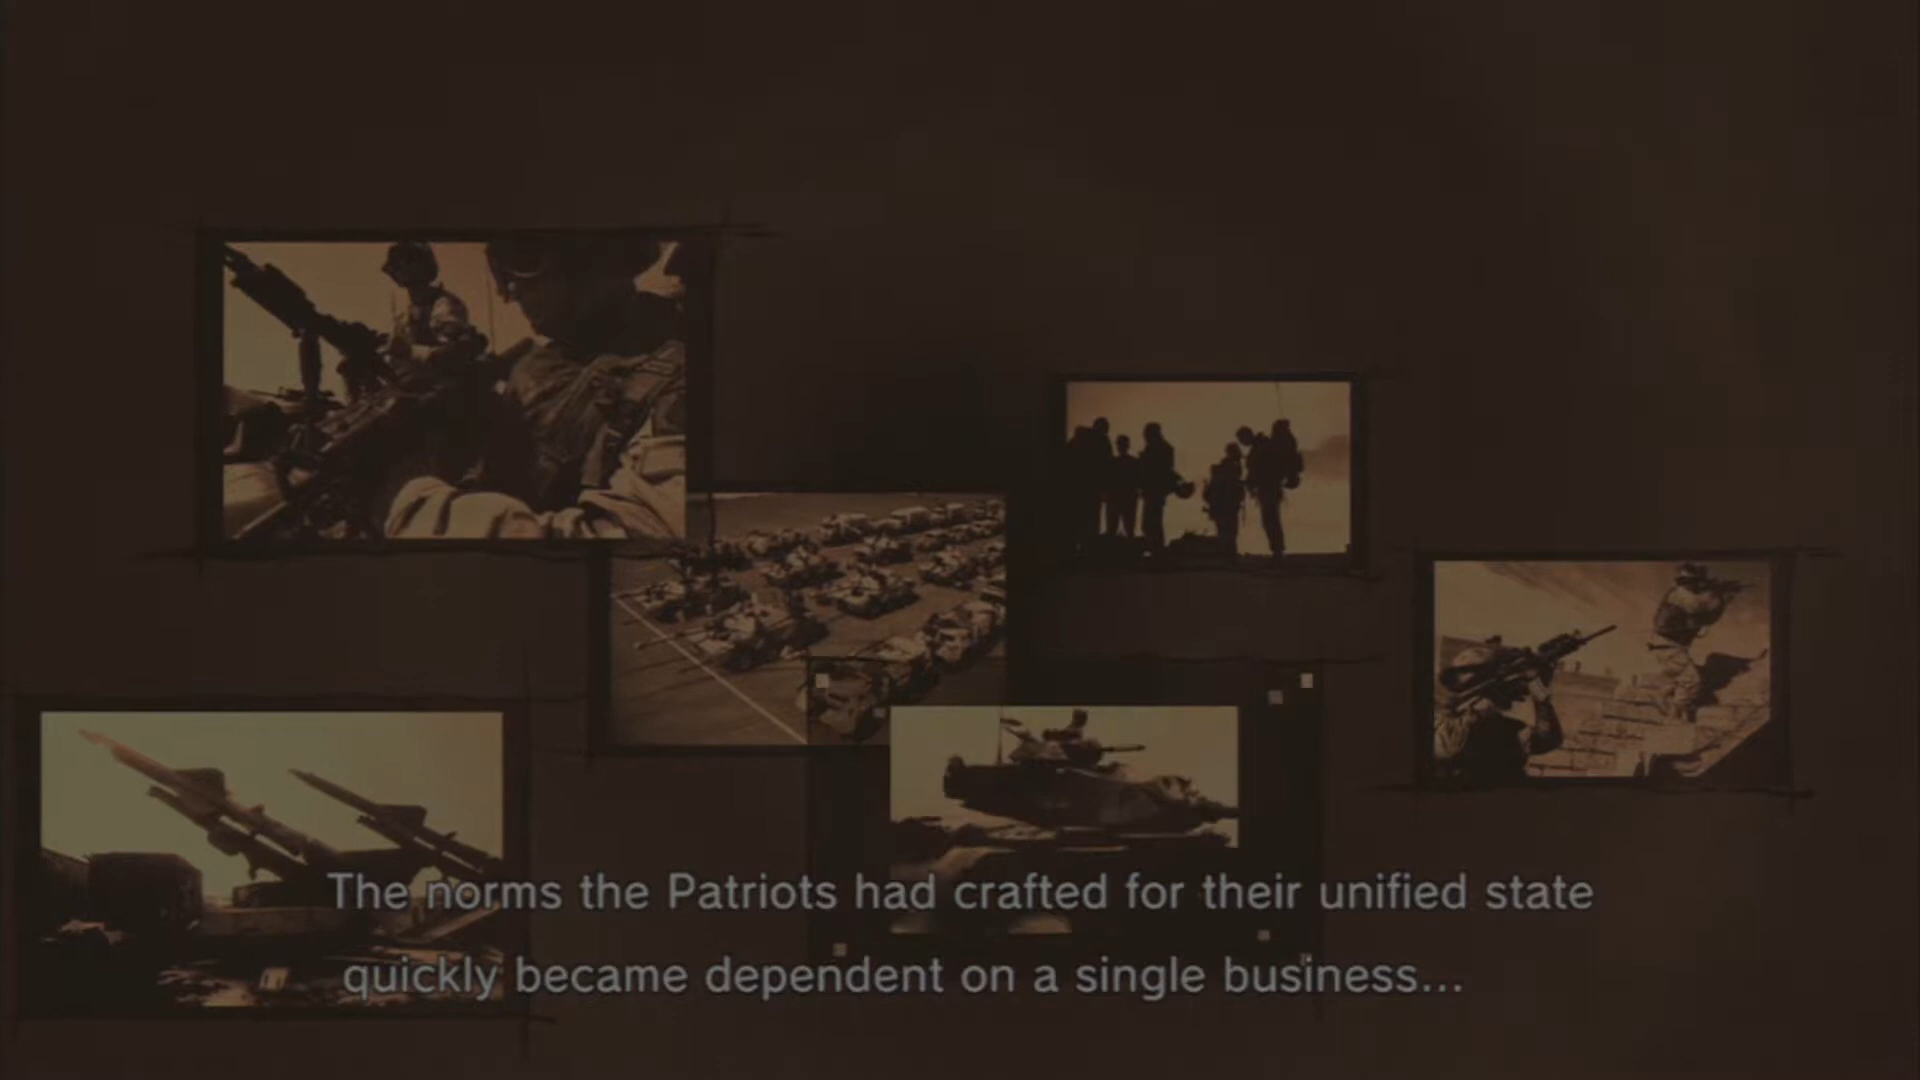 The norms the Patriots had crafted for their unified state
quickly became dependent on a single business...